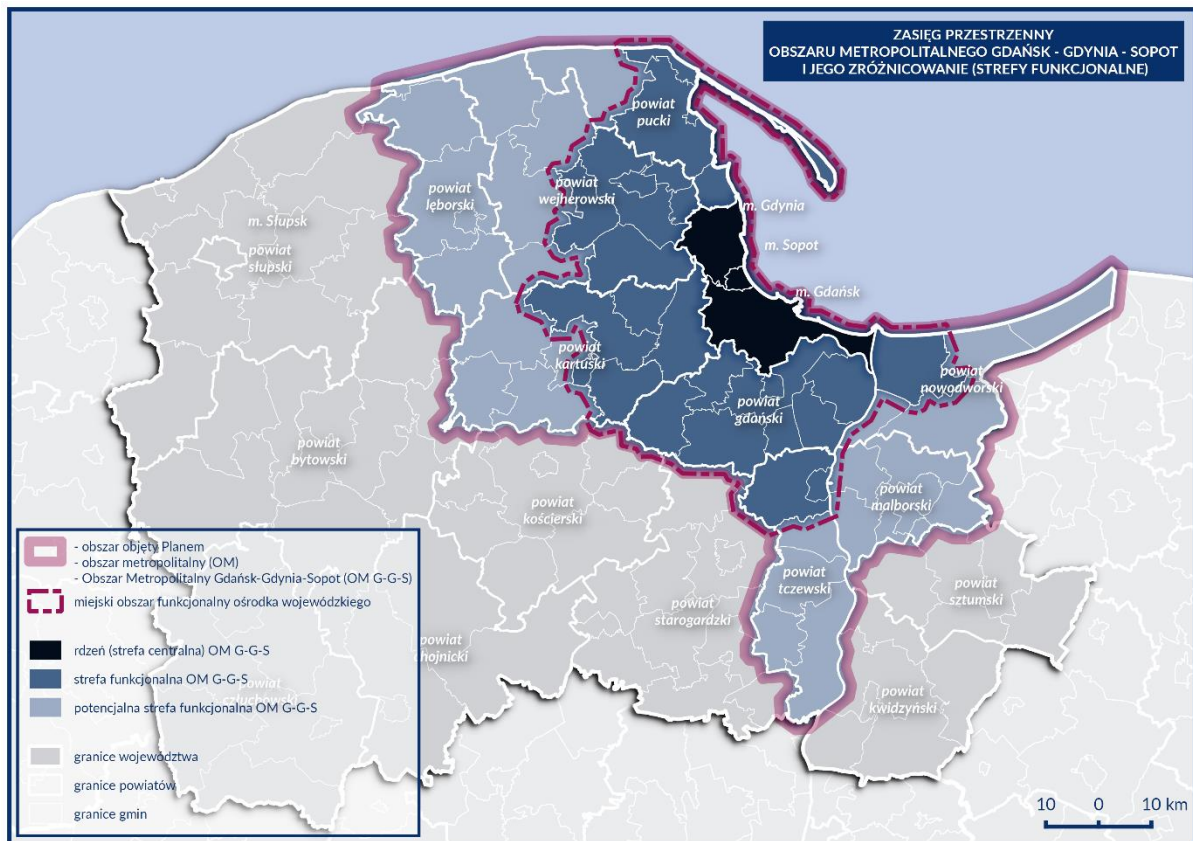 ZASIĘG PRZESTRZENNY
OBSZARU METROPOLITALNEGO GDAŃSK - GDYNIA - SOPOT
I JEGO ZRÓŻNICOWANIE (STREFY FUNKCJONALNE)
powiat
pucki
powiat
lęborski
powiat
wejherowski
m. Gdynia
m. Słupsk
powiat
słupski
m. Sopot
m. Gdańsk
powiat
kartuski
powiat
nowodworski
powiat
gdański
powiat
bytowski
powiat
kościerski
powiat
malborski
powiat
tczewski
powiat
sztumski
powiat
starogardzki
powiat
chojnicki
powiat
człuchowski
powiat
kwidzyński
- obszar objęty Planem
- obszar metropolitalny (OM)
- Obszar Metropolitalny Gdańsk-Gdynia-Sopot (OM G-G-S)
miejski obszar funkcjonalny ośrodka wojewódzkiego
rdzeń (strefa centralna) OM G-G-S
strefa funkcjonalna OM G-G-S
potencjalna strefa funkcjonalna OM G-G-S
granice województwa
granice powiatów
granice gmin
10 0 10 km